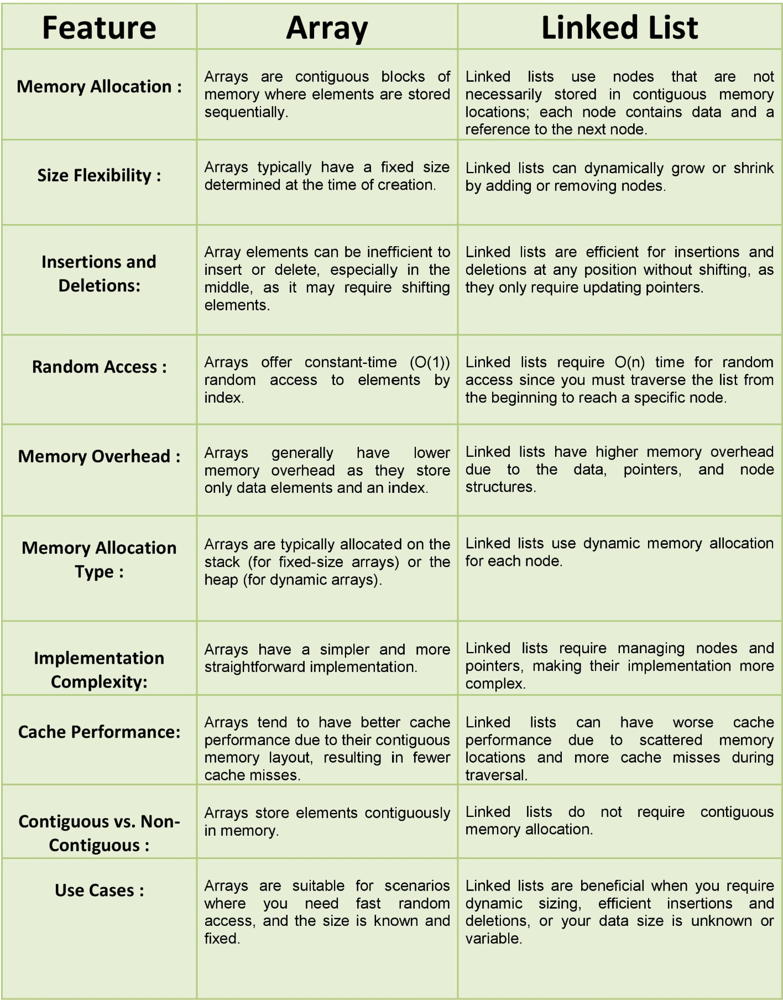 Feature
Array
Linked List
Memory Allocation :
Arrays are contiguous blocks of
memory where elements are stored
sequentially.
Linked lists use nodes that are not
necessarily stored in contiguous memory
locations; each node contains data and a
reference to the next node.
Size Flexibility :
Arrays typically have a fixed size
determined at the time of creation.
Linked lists can dynamically grow or shrink
by adding or removing nodes.
Insertions and
Deletions:
Array elements can be inefficient to
insert or delete, especially in the
middle, as it may require shifting
elements.
Linked lists are efficient for insertions and
deletions at any position without shifting, as
they only require updating pointers.
Random Access :
Arrays offer constant-time (O(1))
random access to elements by
index.
Linked lists require O(n) time for random
access since you must traverse the list from
the beginning to reach a specific node.
Memory Overhead :
Arrays generally have lower
memory overhead as they store
only data elements and an index.
Linked lists have higher memory overhead
due to the data, pointers, and node
structures.
Memory Allocation
Type :
Arrays are typically allocated on the
stack (for fixed-size arrays) or the
heap (for dynamic arrays).
Linked lists use dynamic memory allocation
for each node.
Implementation
Complexity:
Arrays have a simpler and more
straightforward implementation.
Linked lists require managing nodes and
pointers, making their implementation more
complex.
Cache Performance:
Arrays tend to have better cache
performance due to their contiguous
memory layout, resulting in fewer
cache misses.
Linked lists can have worse cache
performance due to scattered memory
locations and more cache misses during
traversal.
Contiguous vs. Non-
Contiguous :
Arrays store elements contiguously
in memory.
Linked lists do not require contiguous
memory allocation.
Use Cases :
Arrays are suitable for scenarios
where you need fast random
access, and the size is known and
fixed.
Linked lists are beneficial when you require
dynamic sizing, efficient insertions and
deletions, or your data size is unknown or
variable.